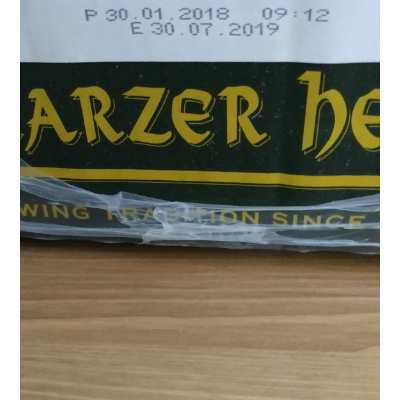 P 30.01.2018 09:12
E 30.07.2019
ARZER HE
WING TRADITION SINCE